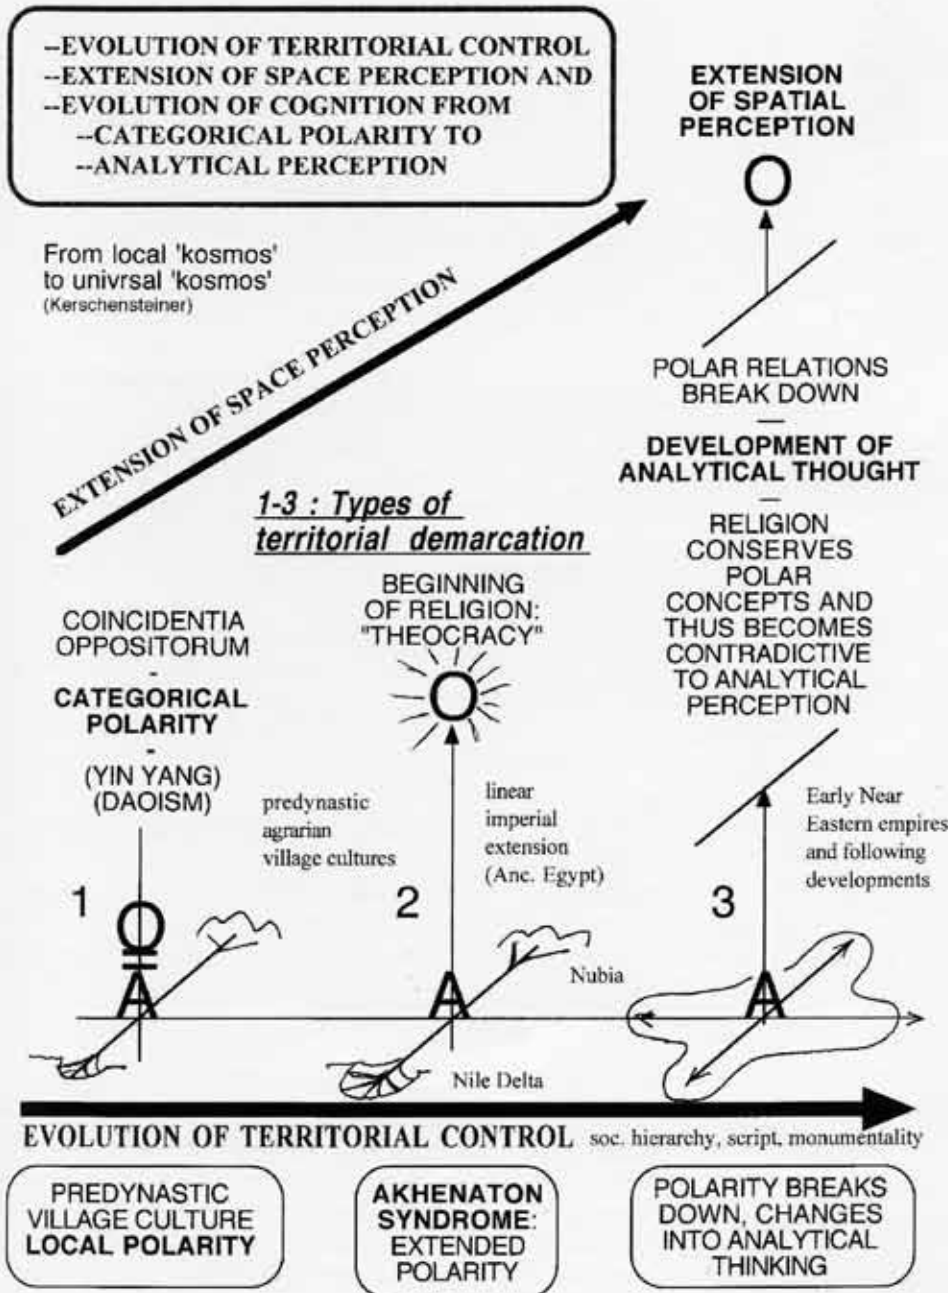 --EVOLUTION OF TERRITORIAL CONTROL
--EXTENSION OF SPACE PERCEPTION AND
--EVOLUTION OF COGNITION FROM
--CATEGORICAL POLARITY TO
--ANALYTICAL PERCEPTION
From local 'kosmos'
to univrsal 'kosmos'
(Kerschensteiner)
EXTENSION OF SPACE PERCEPTION
EXTENSION
OF SPATIAL
PERCEPTION
O
POLAR RELATIONS
BREAK DOWN
—
DEVELOPMENT OF
ANALYTICAL THOUGHT
—
RELIGION
CONSERVES
POLAR
CONCEPTS AND
THUS BECOMES
CONTRADICTIVE
TO ANALYTICAL
PERCEPTION
1-3 : Types of
territorial demarcation
COINCIDENTIA
OPPOSITORUM
-
CATEGORICAL
POLARITY
-
(YIN YANG)
(DAOISM)
predynastic
agrarian
village cultures
1
O
A
BEGINNING
OF RELIGION:
"THEOCRACY"
O
linear
imperial
extension
(Anc. Egypt)
2
A
Nubia
Nile Delta
Early Near
Eastern empires
and following
developments
3
A
EVOLUTION OF TERRITORIAL CONTROL soc. hierarchy, script, monumentality
PREDYNASTIC
VILLAGE CULTURE
LOCAL POLARITY
AKHENATON
SYNDROME:
EXTENDED
POLARITY
POLARITY BREAKS
DOWN, CHANGES
INTO ANALYTICAL
THINKING